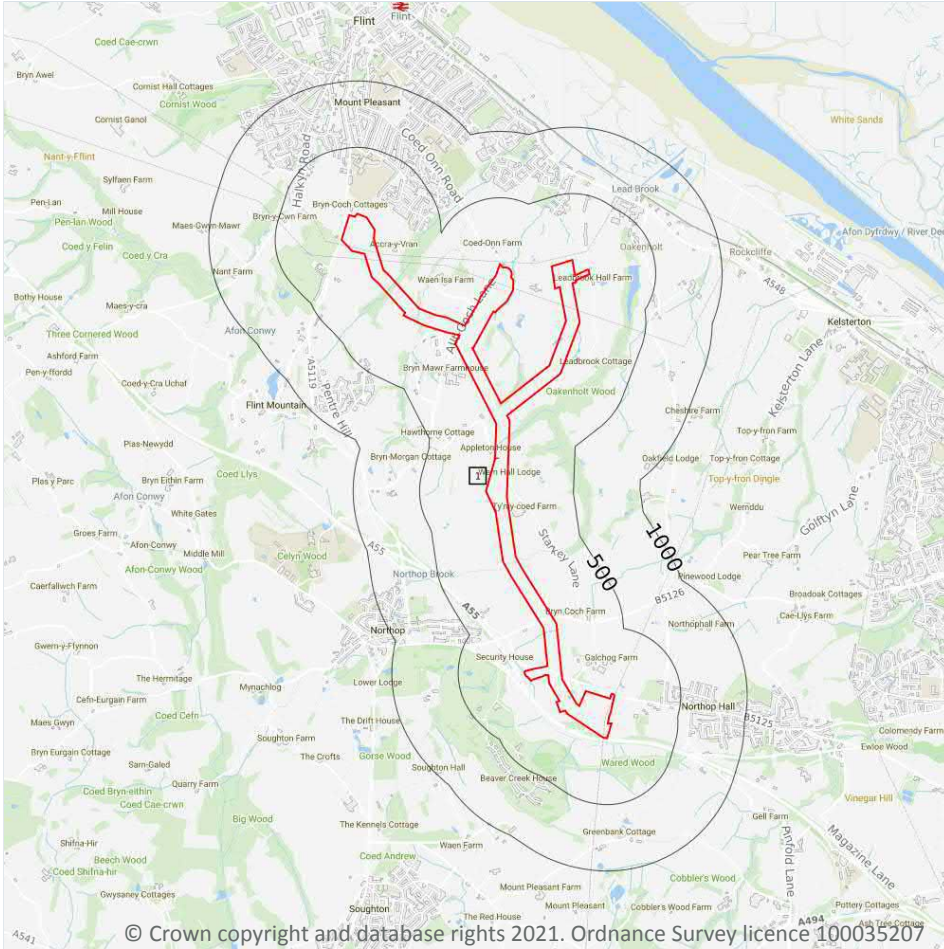 Coed Cae-crwn
Flint
Flint
Bryn Awel
Cornist Hall Cottages
Cornist Wood
Mount Pleasant
Cornist Ganol
White Sands
Nant-y-Fflint
Halkyn Road
Coed Onn Road
Sylfaen Farm
Lead Brook
Pen-Lan
Mill House
Bryn-Coch Cottages
Pen-lan Wood
Maes-Gwyn-Mawr
Bryn-y-Cwn Farm
Afon Dyfrdwy / River Dee
Coed y Felin
Accra-y-Vran
Coed-Onn Farm
Oakenholt
Rockcliffe
Coed y Cra
Nant Farm
Waen Isa Farm
Leadbrook Hall Farm
A548
Bothy House
Maes-y-cra
Kelsterton
Three Cornered Wood
Afon Conwy
Ashford Farm
Leadbrook Cottage
Pen-y-ffordd
Bryn Mawr Farmhouse
A5119
Coed-y-Cra Uchaf
Pentre Hill
Oakenholt Wood
Kelsterton Lane
Flint Mountain
Cheshire Farm
Hawthorne Cottage
Top-y-fron Farm
Plas-Newydd
Appleton House
Bryn-Morgan Cottage
Oakfield Lodge
Top-y-fron Cottage
Coed Llys
1
Plas y Parc
Bryn Eithin Farm
Top-y-fron Dingle
Afon Conwy
Golftyn Lane
White Gates
Wernddu
Groes Farm
Starkey Lane
1000
Afon-Conwy
A55
Middle Mill
Celyn Wood
Pear Tree Farm
Afon-Conwy Wood
500
Northop Brook
Pinewood Lodge
Caerfallwch Farm
Broadoak Cottages
B5126
A55
Bryn Coch Farm
Cae-Llys Farm
Northop
Northophall Farm
Gwern-y-Ffynnon
Security House
Galchog Farm
The Hermitage
Lower Lodge
Mynachlog
Cefn-Eurgain Farm
Northop Hall
Maes Gwyn
Coed Cefn
The Drift House
B5125
Soughton Farm
Colomendy Farm
Bryn Eurgain Cottage
The Crofts
Gorse Wood
Ewloe Wood
Sarn-Galed
Soughton Hall
Wared Wood
Quarry Farm
Beaver Creek House
Coed Bryn-eithin
Vinegar Hill
Coed Cae-crwn
Big Wood
Gell Farm
The Kennels Cottage
Greenbank Cottage
Pinfold Lane
Magazine Lane
Shifna-Hir
Waen Farm
Beech Wood
Coed Andrew
Coed Shifna-hir
Cobbler's Wood
Gwysaney Cottages
Mount Pleasant Farm
Soughton
Mount Pleasant
Cobbler's Wood Farm
Pottery Cottages
The Red House
A494
Ash Tree Cottage
A541
© Crown copyright and database rights 2021. Ordnance Survey licence 100035207